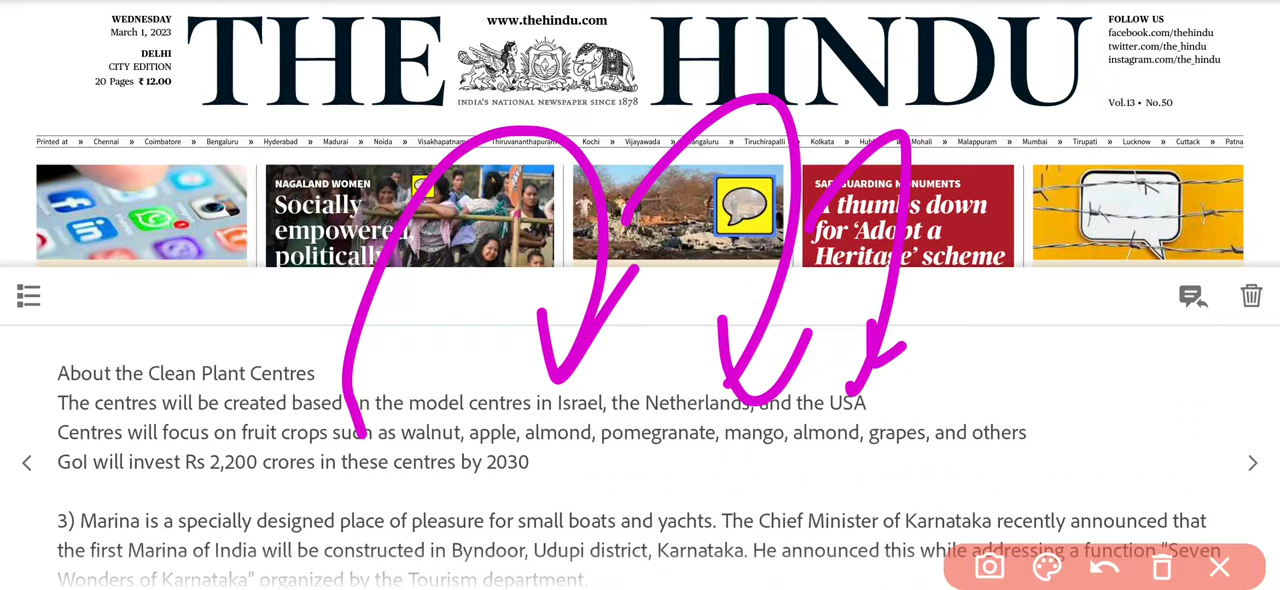 WEDNESDAY
March 1, 2023
DELHI
CITY EDITION
20 Pages ₹ 12.00
THE HINDU
www.thehindu.com
INDIA'S NATIONAL NEWSPAPER SINCE 1878
FOLLOW US
facebook.com/thehindu
twitter.com/the_hindu
instagram.com/the_hindu
Vol.13 • No.50
Printed at » Chennai » Coimbatore » Bengaluru » Hyderabad » Madurai » Noida » Visakhapatnam » Thiruvananthapuram » Kochi » Vijayawada » Mangaluru » Tiruchirapalli » Kolkata » Hubballi » Mohali » Malappuram » Mumbai » Tirupati » Lucknow » Cuttack » Patna
NAGALAND WOMEN
Socially
empowered,
politically
SAFEGUARDING MONUMENTS
A thumbs down
for ‘Adopt a
Heritage’ scheme
About the Clean Plant Centres
The centres will be created based on the model centres in Israel, the Netherlands, and the USA
Centres will focus on fruit crops such as walnut, apple, almond, pomegranate, mango, almond, grapes, and others
GoI will invest Rs 2,200 crores in these centres by 2030
3) Marina is a specially designed place of pleasure for small boats and yachts. The Chief Minister of Karnataka recently announced that
the first Marina of India will be constructed in Byndoor, Udupi district, Karnataka. He announced this while addressing a function “Seven
Wonders of Karnataka” organized by the Tourism department.